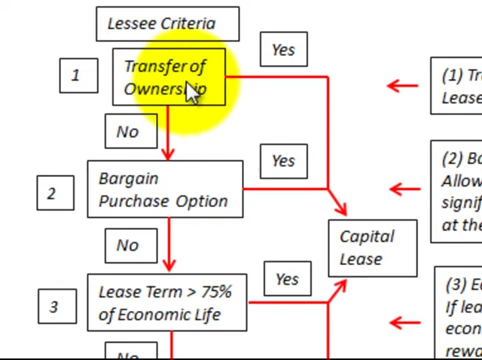 Lessee Criteria
Yes
1
Transfer of
Ownership
(1)
Lease
No
Yes
2
Bargain
Purchase Option
(2)
Allow
at the
No
Capital
Lease
Yes
3
Lease Term > 75%
of Economic Life
(3)
If lea
econ
rewa
No